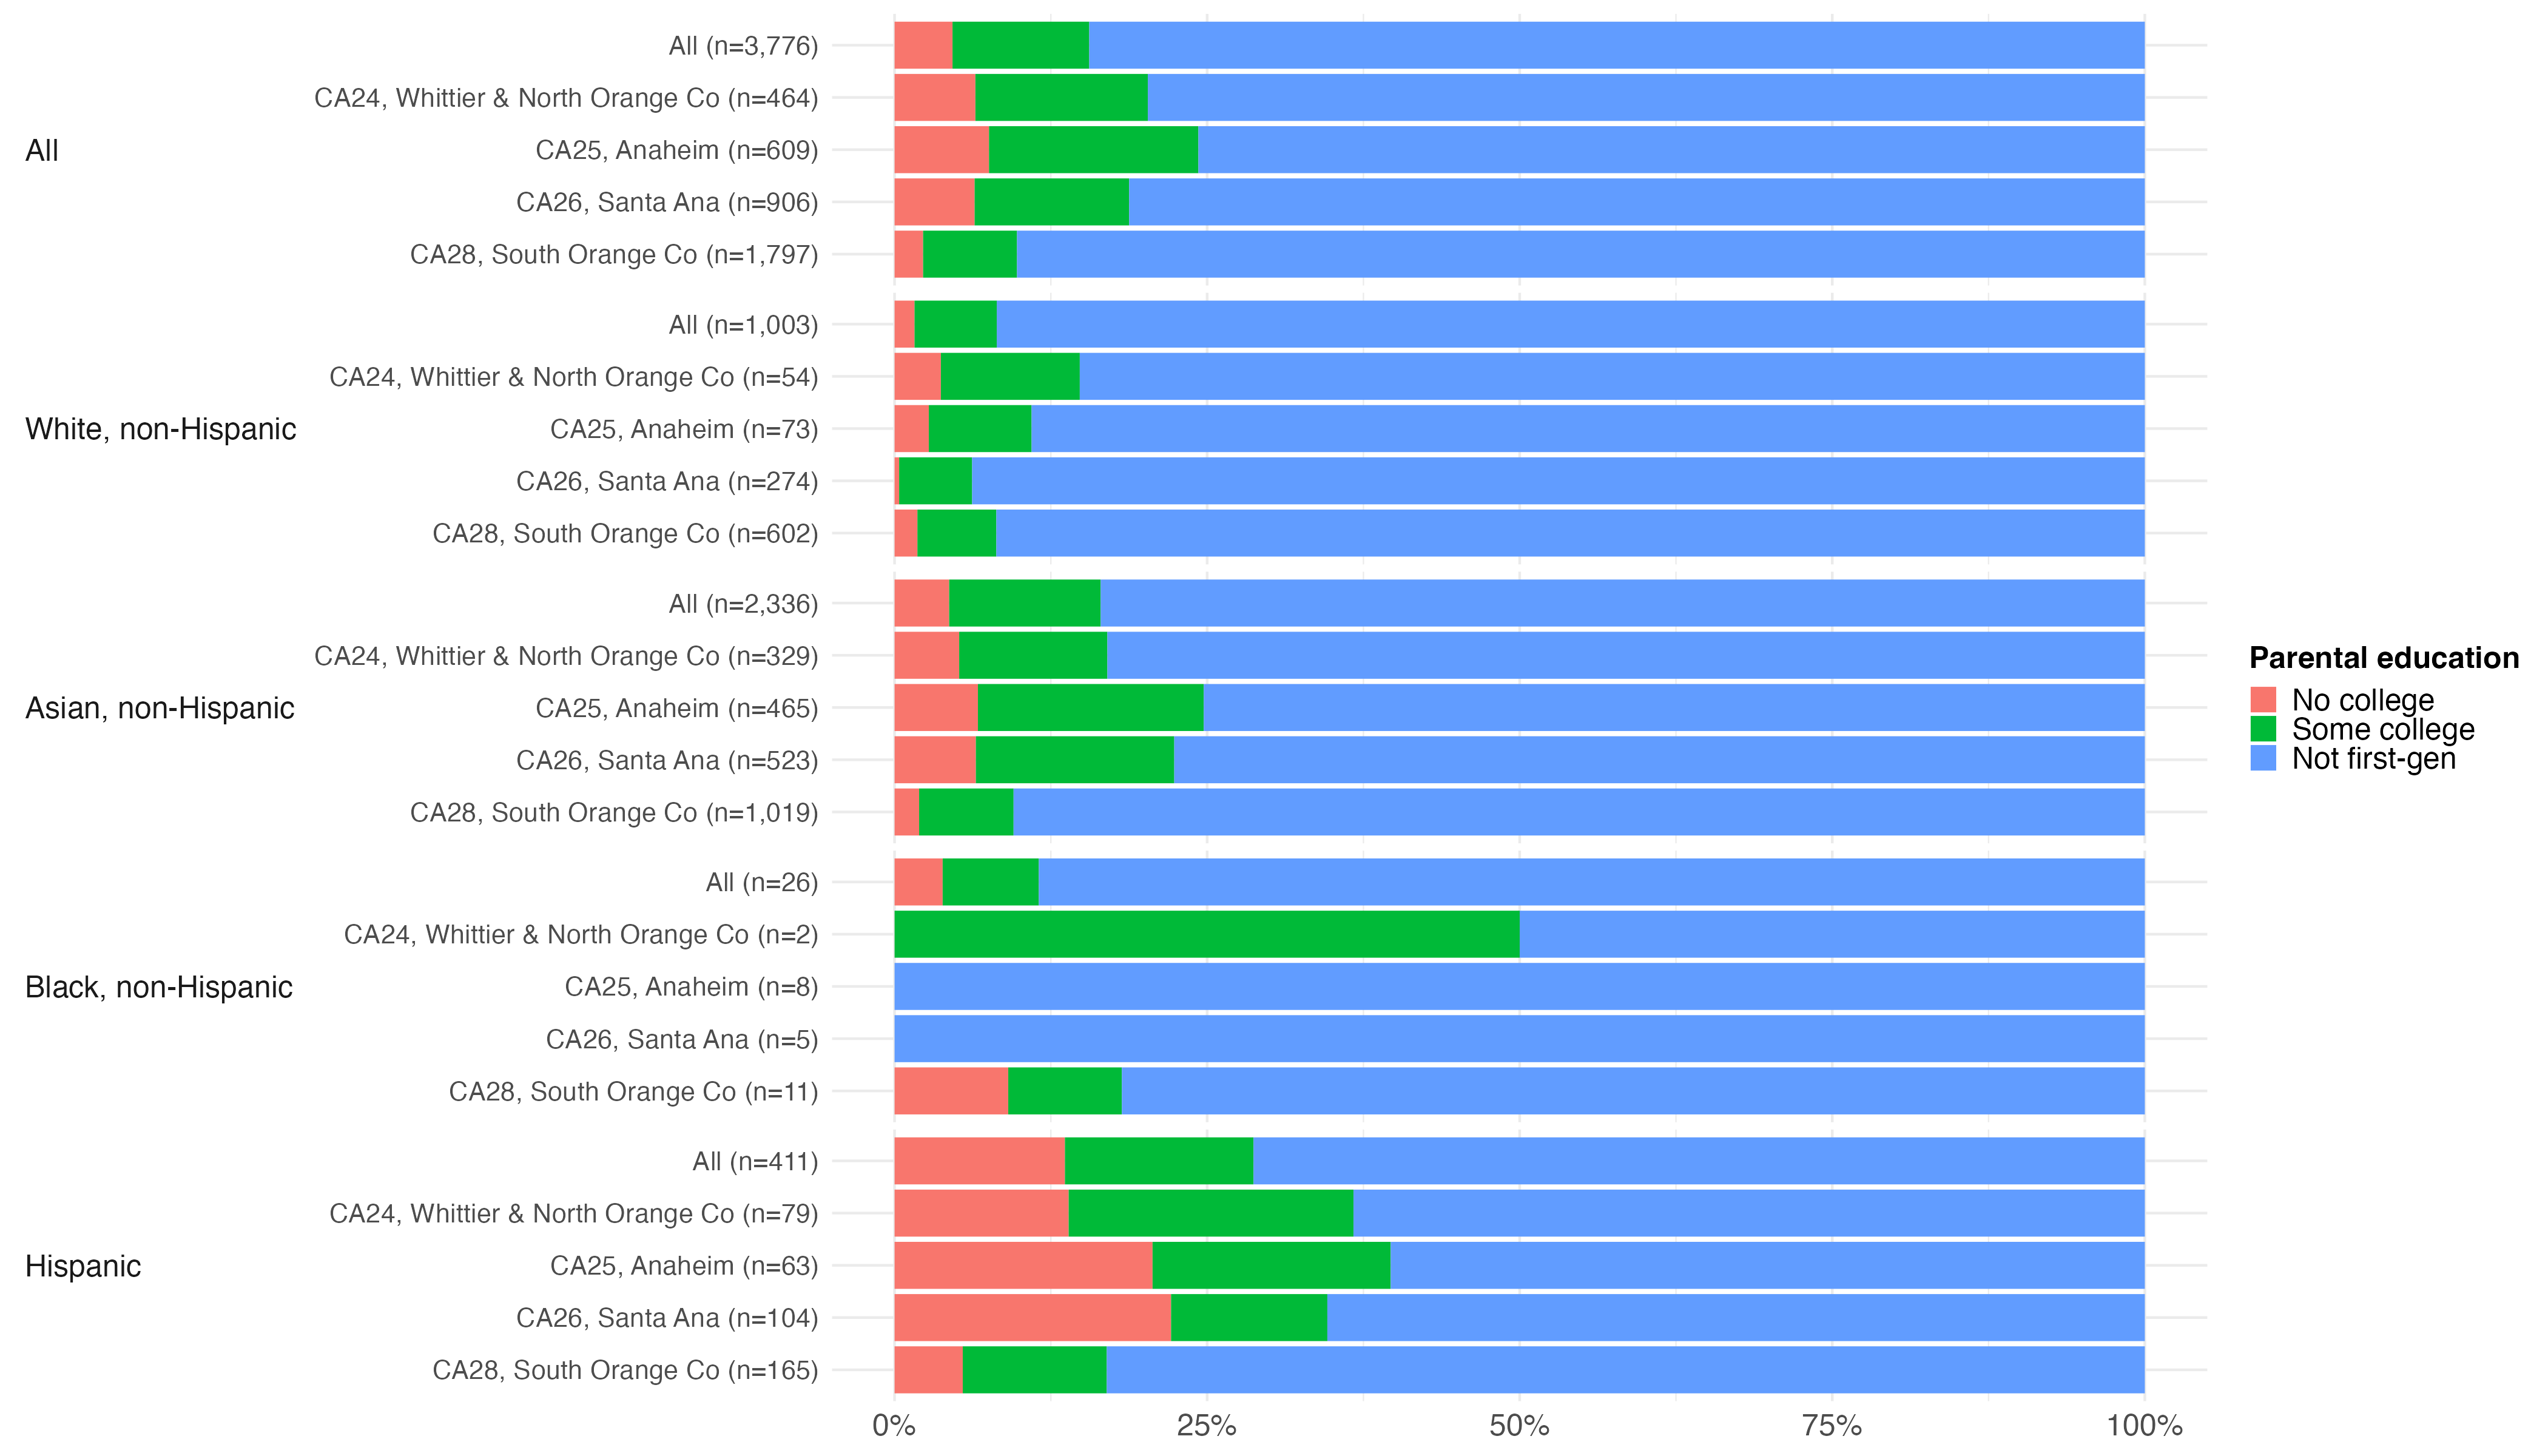 All
All (n=3,776)
CA24, Whittier & North Orange Co (n=464)
CA25, Anaheim (n=609)
CA26, Santa Ana (n=906)
CA28, South Orange Co (n=1,797)
White, non-Hispanic
All (n=1,003)
CA24, Whittier & North Orange Co (n=54)
CA25, Anaheim (n=73)
CA26, Santa Ana (n=274)
CA28, South Orange Co (n=602)
Asian, non-Hispanic
All (n=2,336)
CA24, Whittier & North Orange Co (n=329)
CA25, Anaheim (n=465)
CA26, Santa Ana (n=523)
CA28, South Orange Co (n=1,019)
Black, non-Hispanic
All (n=26)
CA24, Whittier & North Orange Co (n=2)
CA25, Anaheim (n=8)
CA26, Santa Ana (n=5)
CA28, South Orange Co (n=11)
Hispanic
All (n=411)
CA24, Whittier & North Orange Co (n=79)
CA25, Anaheim (n=63)
CA26, Santa Ana (n=104)
CA28, South Orange Co (n=165)
0% 25% 50% 75% 100%
Parental education
No college
Some college
Not first-gen